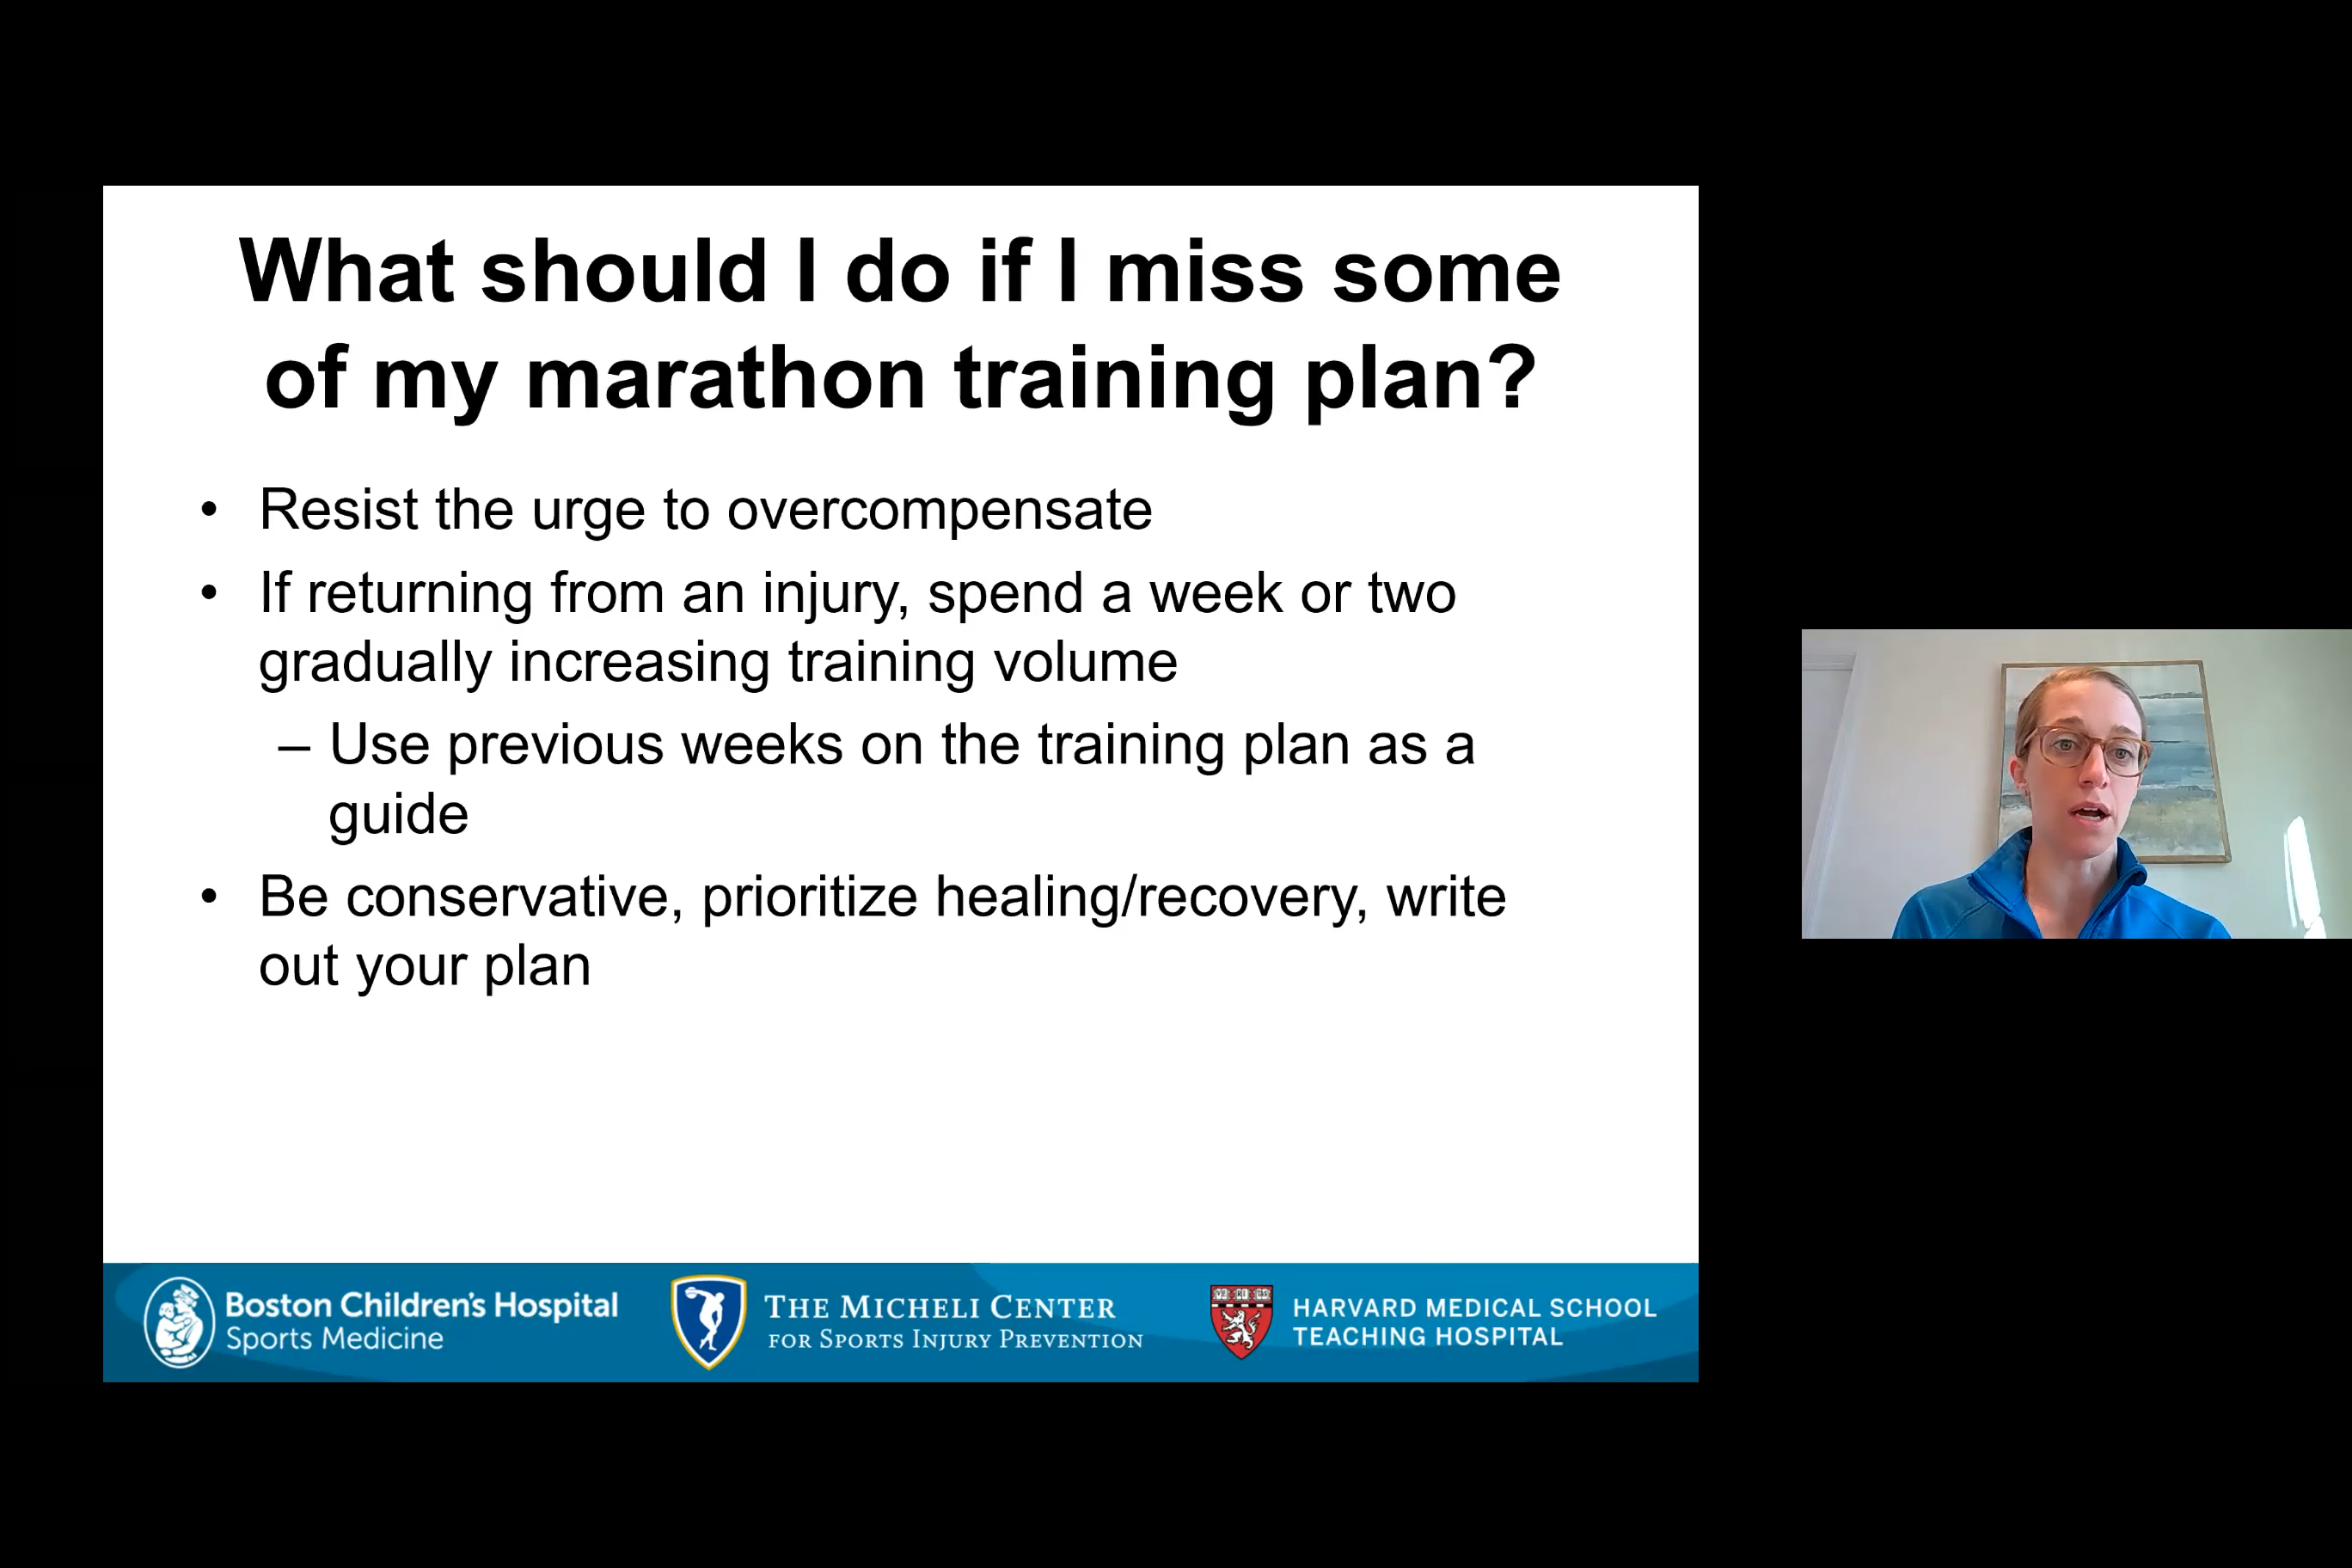 What should I do if I miss some
of my marathon training plan?
• Resist the urge to overcompensate
• If returning from an injury, spend a week or two
gradually increasing training volume
– Use previous weeks on the training plan as a
guide
• Be conservative, prioritize healing/recovery, write
out your plan
Boston Children's Hospital
Sports Medicine
THE MICHELI CENTER
FOR SPORTS INJURY PREVENTION
HARVARD MEDICAL SCHOOL
TEACHING HOSPITAL